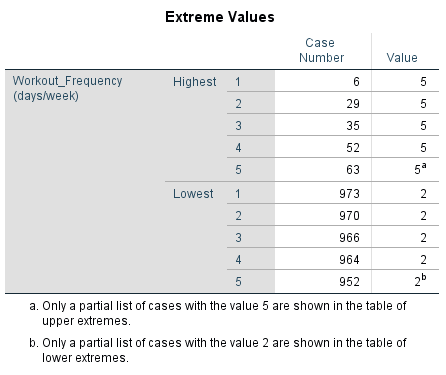 Extreme Values
Case
Number Value
Workout_Frequency Highest 1 6 5
(days/week)
2 29 5
3 35 5
4 52 5
5 63 5a
Lowest 1 973 2
2 970 2
3 966 2
4 964 2
5 952 2b
a. Only a partial list of cases with the value 5 are shown in the table of
upper extremes.
b. Only a partial list of cases with the value 2 are shown in the table of
lower extremes.